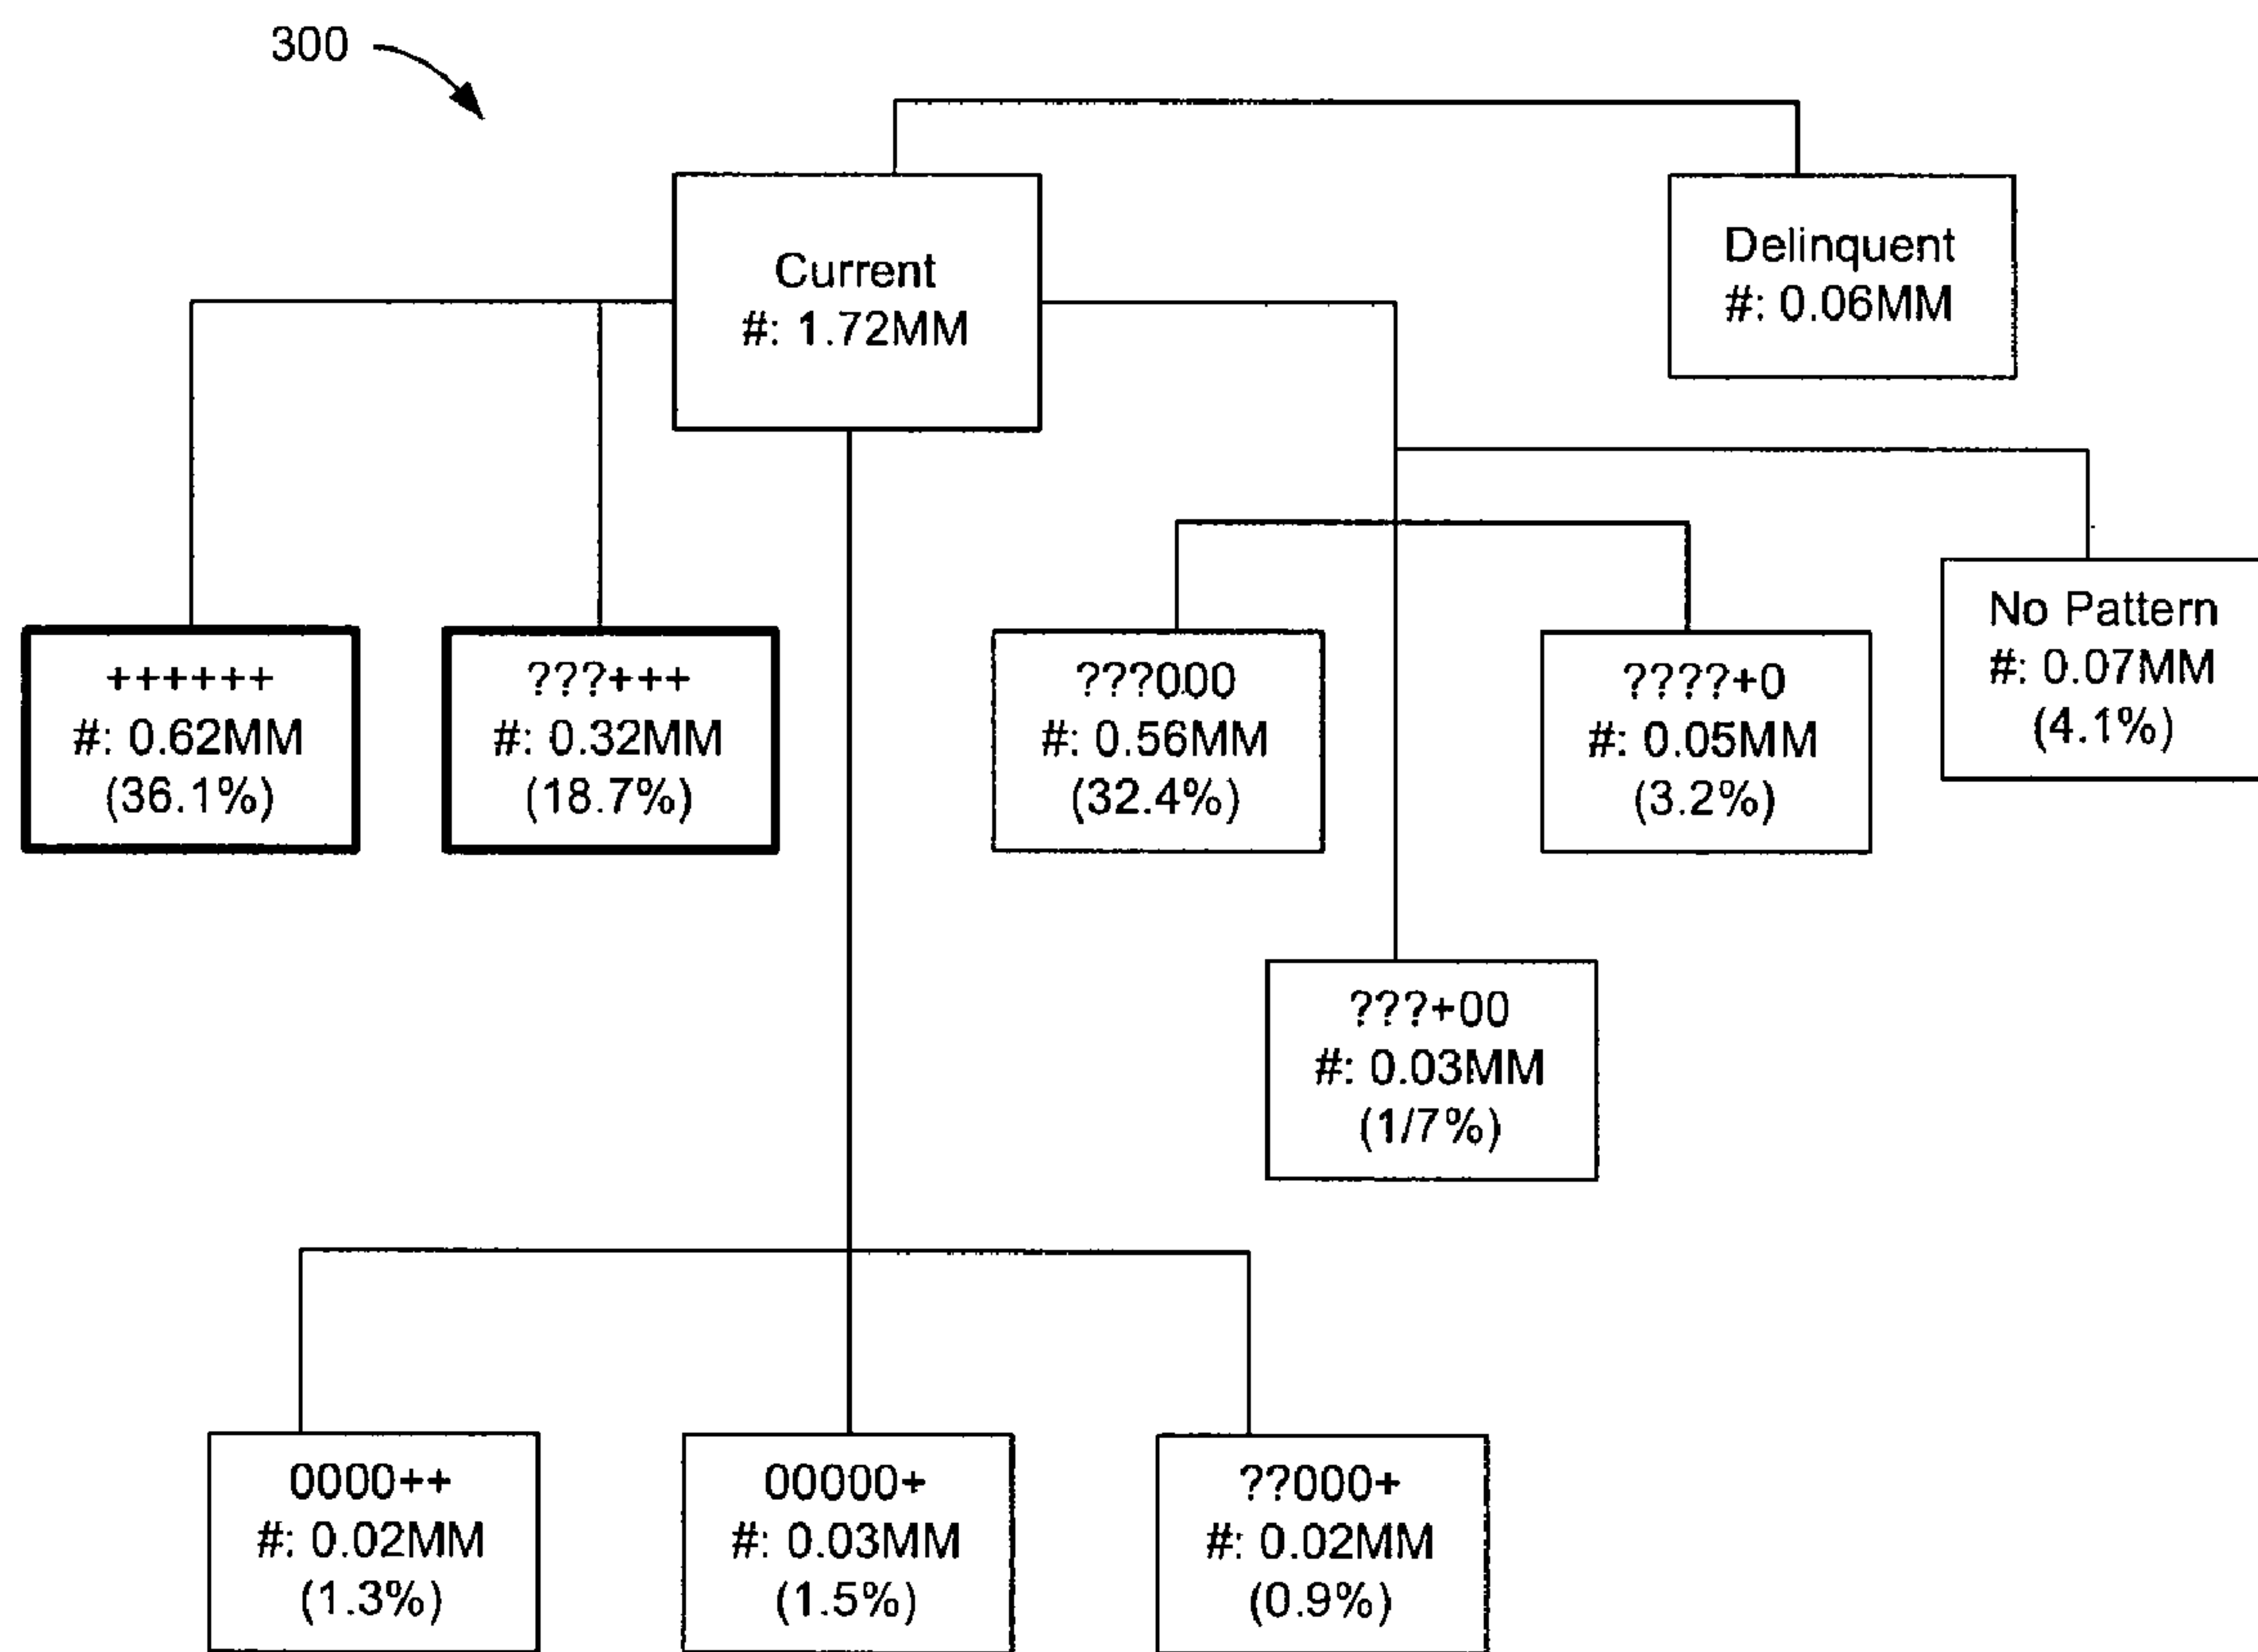 300
Current
#: 1.72MM
Delinquent
#: 0.06MM
++++++
#: 0.62MM
(36.1%)
???+++
#: 0.32MM
(18.7%)
???000
#: 0.56MM
(32.4%)
????+0
#: 0.05MM
(3.2%)
No Pattern
#: 0.07MM
(4.1%)
???+00
#: 0.03MM
(1/7%)
0000++
#: 0.02MM
(1.3%)
00000+
#: 0.03MM
(1.5%)
??000+
#: 0.02MM
(0.9%)